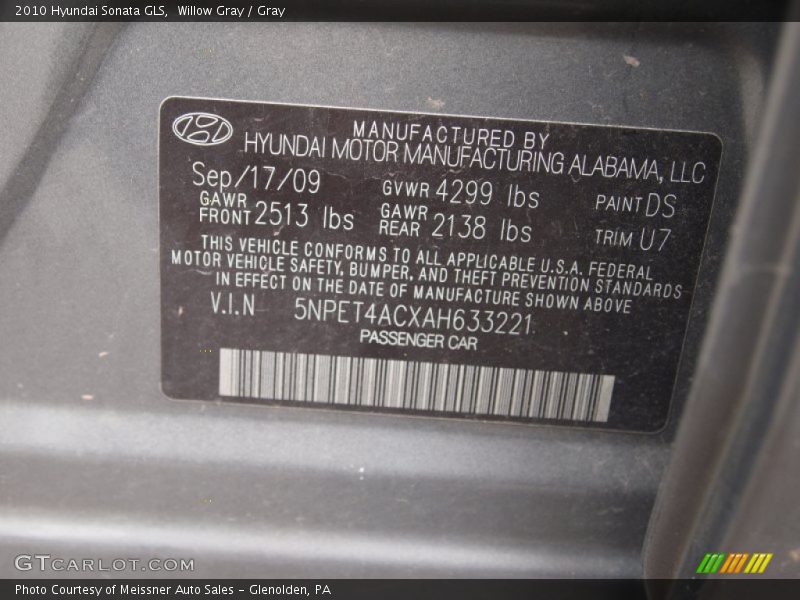 2010 Hyundai Sonata GLS, Willow Gray / Gray
MANUFACTURED BY
HYUNDAI MOTOR MANUFACTURING ALABAMA, LLC
Sep/17/09 GVWR 4299 lbs PAINT DS
GAWR FRONT 2513 lbs GAWR REAR 2138 lbs TRIM U7
THIS VEHICLE CONFORMS TO ALL APPLICABLE U.S.A. FEDERAL
MOTOR VEHICLE SAFETY, BUMPER, AND THEFT PREVENTION STANDARDS
IN EFFECT ON THE DATE OF MANUFACTURE SHOWN ABOVE
V.I.N 5NPET4ACXAH633221
PASSENGER CAR
GTCARLOT.COM
Photo Courtesy of Meissner Auto Sales - Glenolden, PA